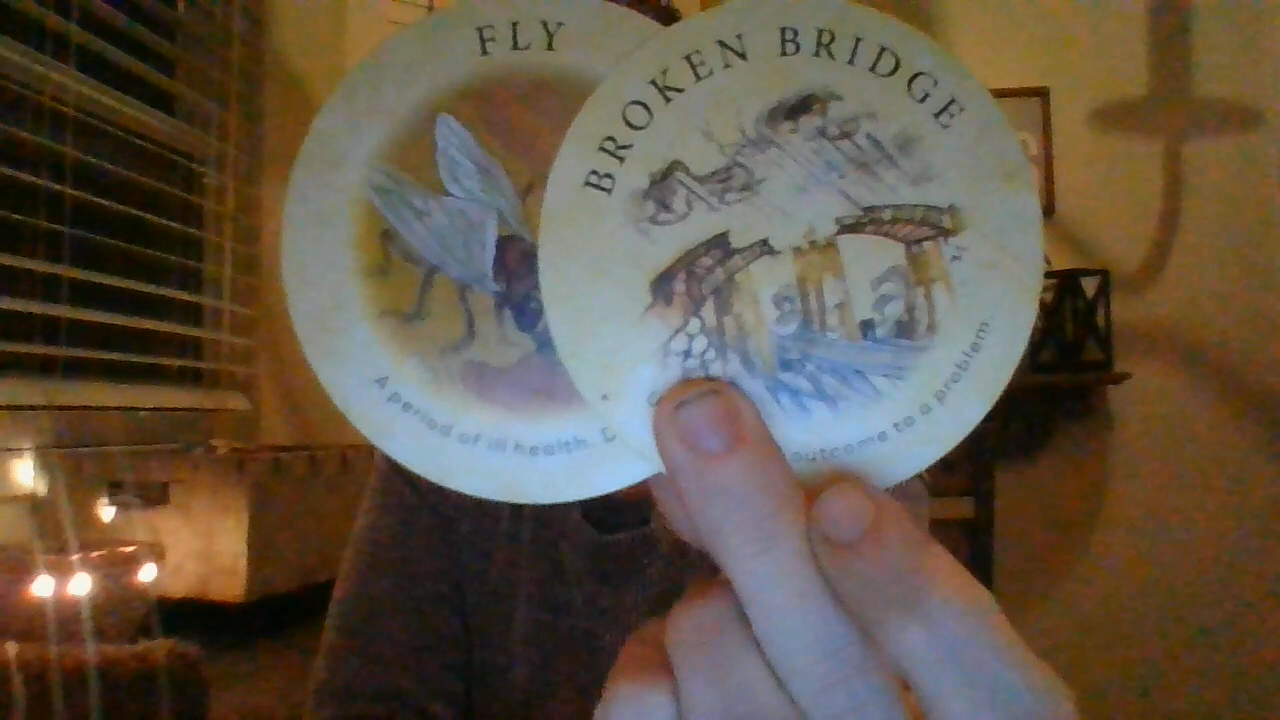 FLY
A period of ill health.
BROKEN BRIDGE
outcome to a problem.